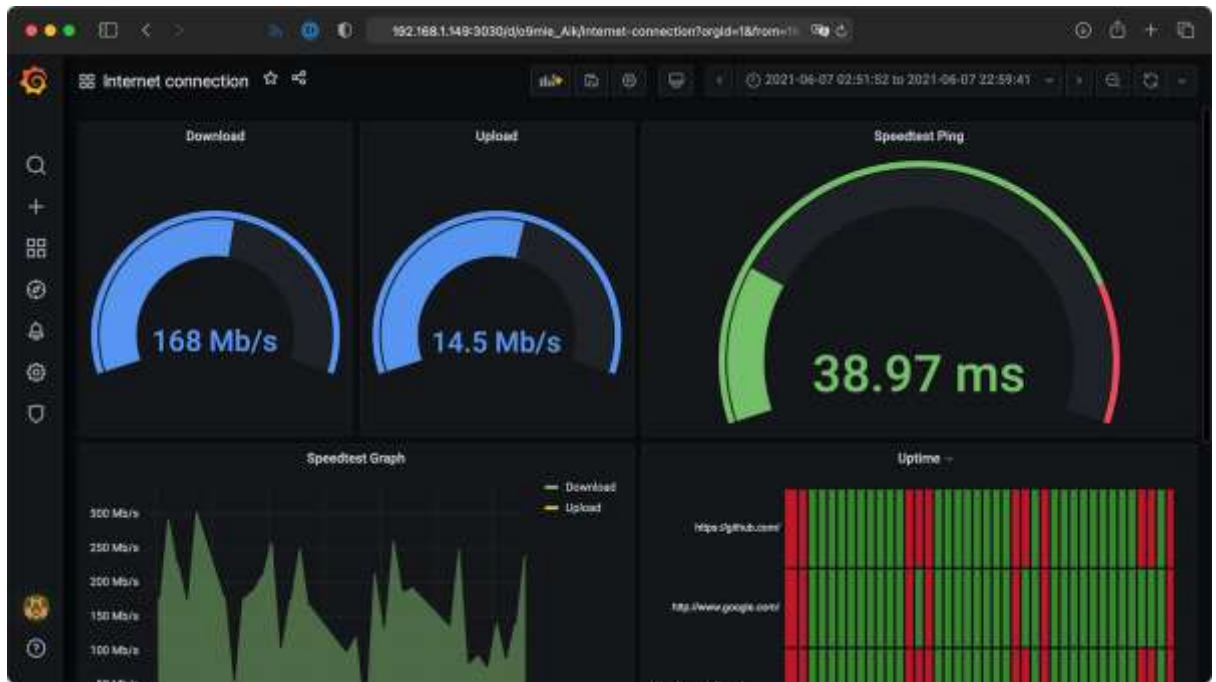 192.168.1.149:3030/d/o9mIe_Aik/internet-connection?orgId=1&from=1
Internet connection
2021-06-07 02:51:52 to 2021-06-07 22:59:41
Download
Upload
Speedtest Ping
168 Mb/s
14.5 Mb/s
38.97 ms
Speedtest Graph
Uptime
Download
Upload
300 Mb/s
250 Mb/s
200 Mb/s
150 Mb/s
100 Mb/s
https://github.com/
http://www.google.com/